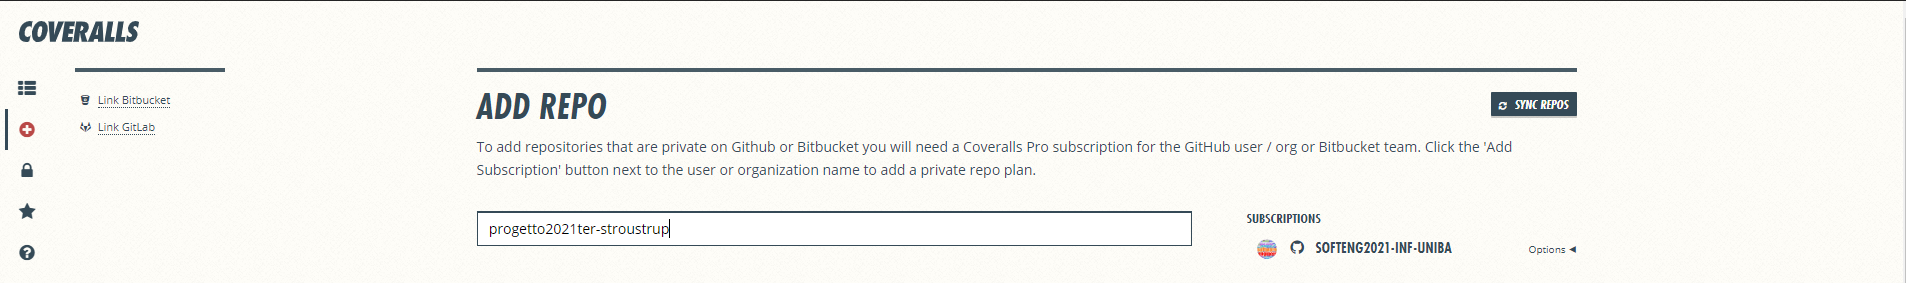 COVERALLS
Link Bitbucket
Link GitLab
ADD REPO
SYNC REPOS
To add repositories that are private on Github or Bitbucket you will need a Coveralls Pro subscription for the GitHub user / org or Bitbucket team. Click the 'Add
Subscription' button next to the user or organization name to add a private repo plan.
progetto2021ter-stroustrup
SUBSCRIPTIONS
SOFTENG2021-INF-UNIBA
Options